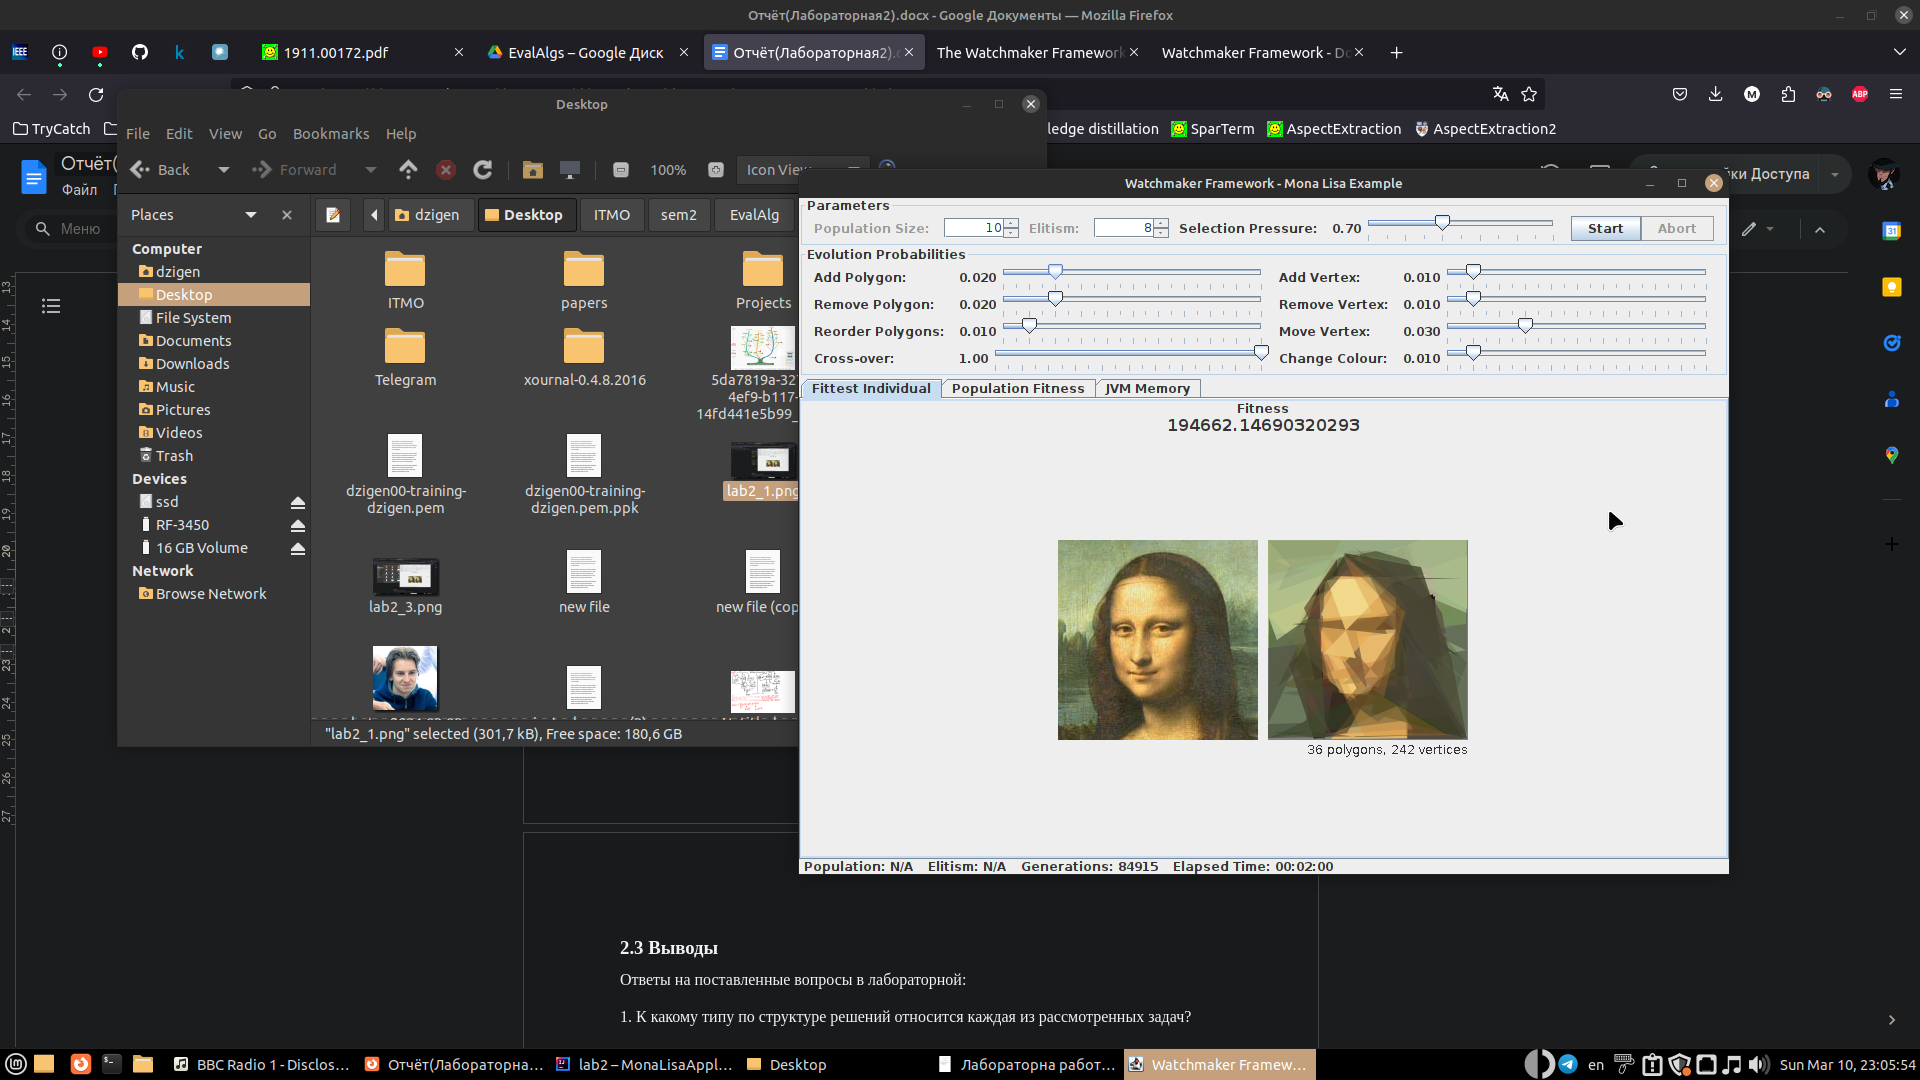 Отчёт(Лабораторная2).docx - Google Документы — Mozilla Firefox
IEEE
1911.00172.pdf
EvalAlgs – Google Диск
Отчёт(Лабораторная2).c
The Watchmaker Framework
Watchmaker Framework - Do
ABP
TryCatch
ledge distillation
SparTerm
AspectExtraction
AspectExtraction2
Отчёт(
Файл
йки Доступа
Меню
Desktop
File Edit View Go Bookmarks Help
Back
Forward
100%
Icon View
Places
dzigen
Desktop
ITMO
sem2
EvalAlg
Computer
dzigen
Desktop
File System
Documents
Downloads
Music
Pictures
Videos
Trash
Devices
ssd
RF-3450
16 GB Volume
Network
Browse Network
ITMO
papers
Projects
Telegram
xournal-0.4.8.2016
5da7819a-32
4ef9-b117-
14fd441e5b99_
dzigen00-training-
dzigen.pem
dzigen00-training-
dzigen.pem.ppk
lab2_1.png
lab2_3.png
new file
new file (cop
"lab2_1.png" selected (301,7 kB), Free space: 180,6 GB
Watchmaker Framework - Mona Lisa Example
Parameters
Population Size: 10 Elitism: 8 Selection Pressure: 0.70 Start Abort
Evolution Probabilities
Add Polygon: 0.020 Add Vertex: 0.010
Remove Polygon: 0.020 Remove Vertex: 0.010
Reorder Polygons: 0.010 Move Vertex: 0.030
Cross-over: 1.00 Change Colour: 0.010
Fittest Individual Population Fitness JVM Memory
Fitness
194662.14690320293
36 polygons, 242 vertices
Population: N/A Elitism: N/A Generations: 84915 Elapsed Time: 00:02:00
2.3 Выводы
Ответы на поставленные вопросы в лабораторной:
1. К какому типу по структуре решений относится каждая из рассмотренных задач?
BBC Radio 1 - Disclos...
Отчёт(Лабораторна...
lab2 – MonaLisaAppl...
Desktop
Лабораторна работ...
Watchmaker Framew...
en
Sun Mar 10, 23:05:54